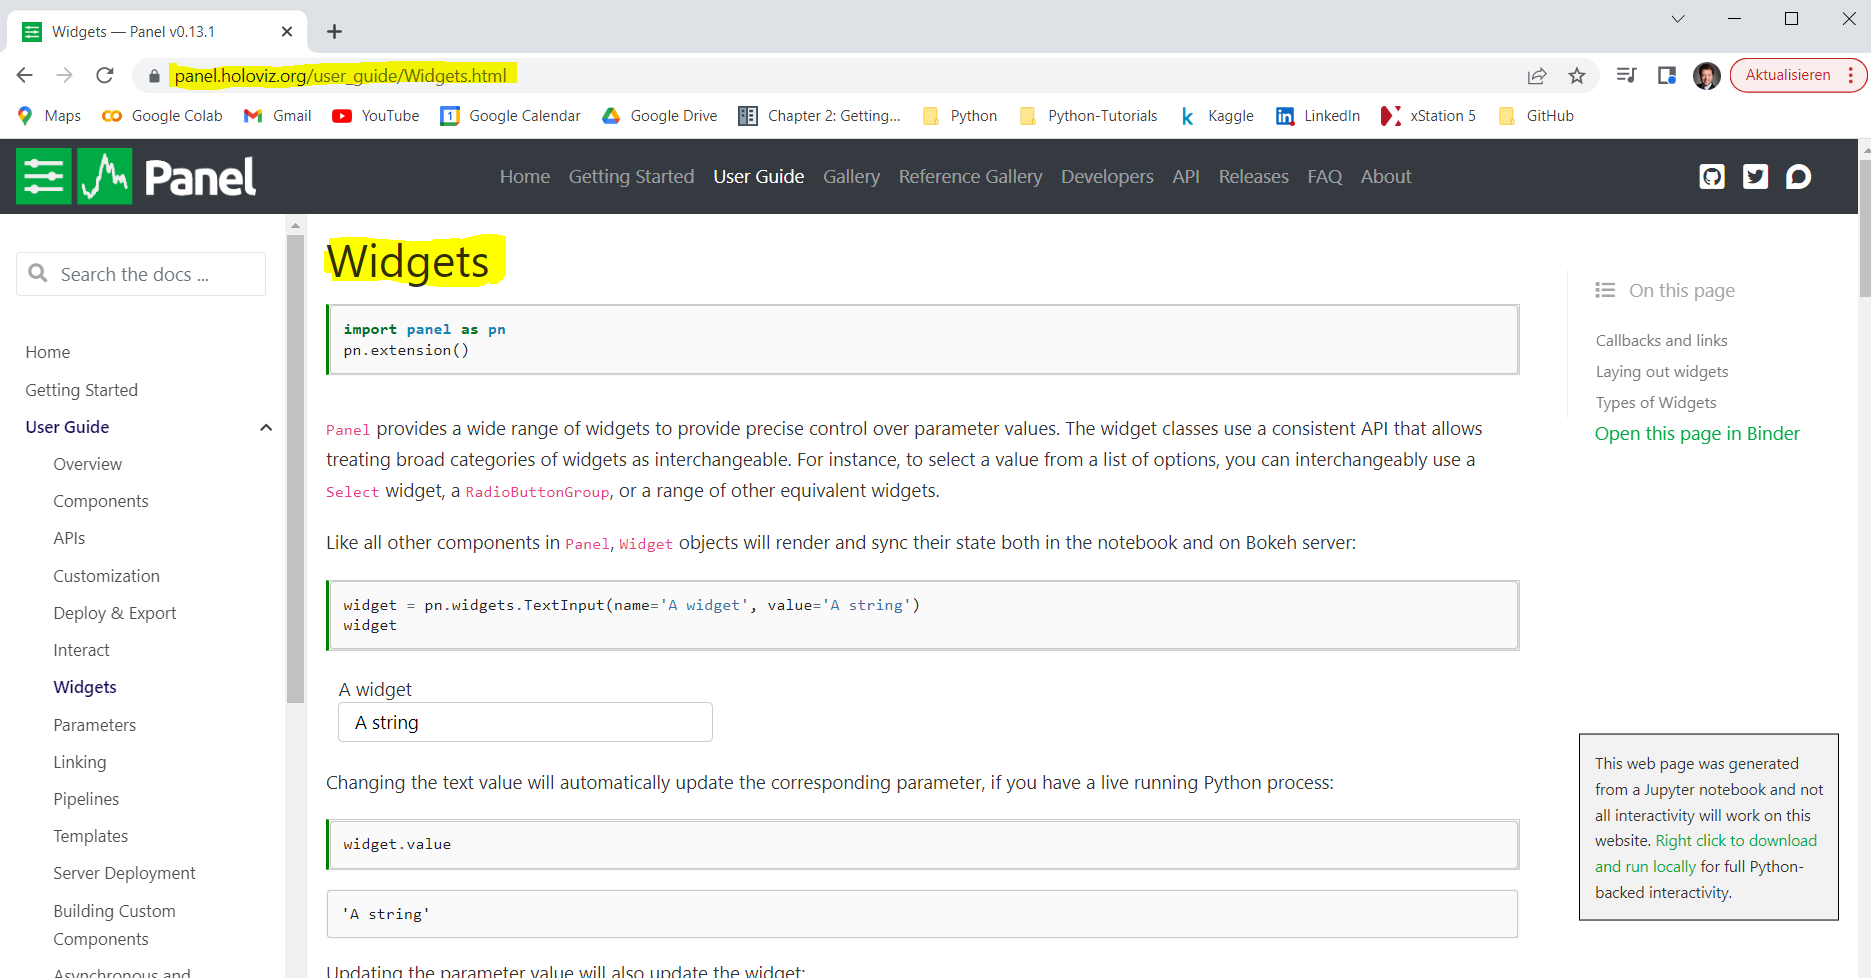 Widgets — Panel v0.13.1
panel.holoviz.org/user_guide/Widgets.html
Aktualisieren
Maps
Google Colab
Gmail
YouTube
1
Google Calendar
Google Drive
Chapter 2: Getting...
Python
Python-Tutorials
Kaggle
LinkedIn
xStation 5
GitHub
Panel
Home
Getting Started
User Guide
Gallery
Reference Gallery
Developers
API
Releases
FAQ
About
Search the docs ...
Home
Getting Started
User Guide
Overview
Components
APIs
Customization
Deploy & Export
Interact
Widgets
Parameters
Linking
Pipelines
Templates
Server Deployment
Building Custom
Components
Asynchronous and
Widgets
import panel as pn
pn.extension()
Panel provides a wide range of widgets to provide precise control over parameter values. The widget classes use a consistent API that allows
treating broad categories of widgets as interchangeable. For instance, to select a value from a list of options, you can interchangeably use a
Select widget, a RadioButtonGroup, or a range of other equivalent widgets.
Like all other components in Panel, Widget objects will render and sync their state both in the notebook and on Bokeh server:
widget = pn.widgets.TextInput(name='A widget', value='A string')
widget
A widget
A string
Changing the text value will automatically update the corresponding parameter, if you have a live running Python process:
widget.value
'A string'
Updating the parameter value will also update the widget:
On this page
Callbacks and links
Laying out widgets
Types of Widgets
Open this page in Binder
This web page was generated
from a Jupyter notebook and not
all interactivity will work on this
website. Right click to download
and run locally for full Python-
backed interactivity.